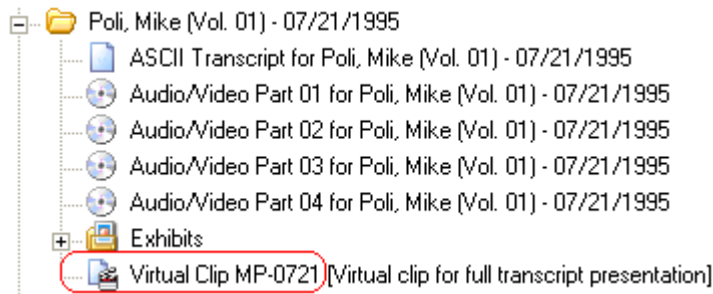 Poli, Mike (Vol. 01) - 07/21/1995
ASCII Transcript for Poli, Mike (Vol. 01) - 07/21/1995
Audio/Video Part 01 for Poli, Mike (Vol. 01) - 07/21/1995
Audio/Video Part 02 for Poli, Mike (Vol. 01) - 07/21/1995
Audio/Video Part 03 for Poli, Mike (Vol. 01) - 07/21/1995
Audio/Video Part 04 for Poli, Mike (Vol. 01) - 07/21/1995
Exhibits
Virtual Clip MP-0721 [Virtual clip for full transcript presentation]